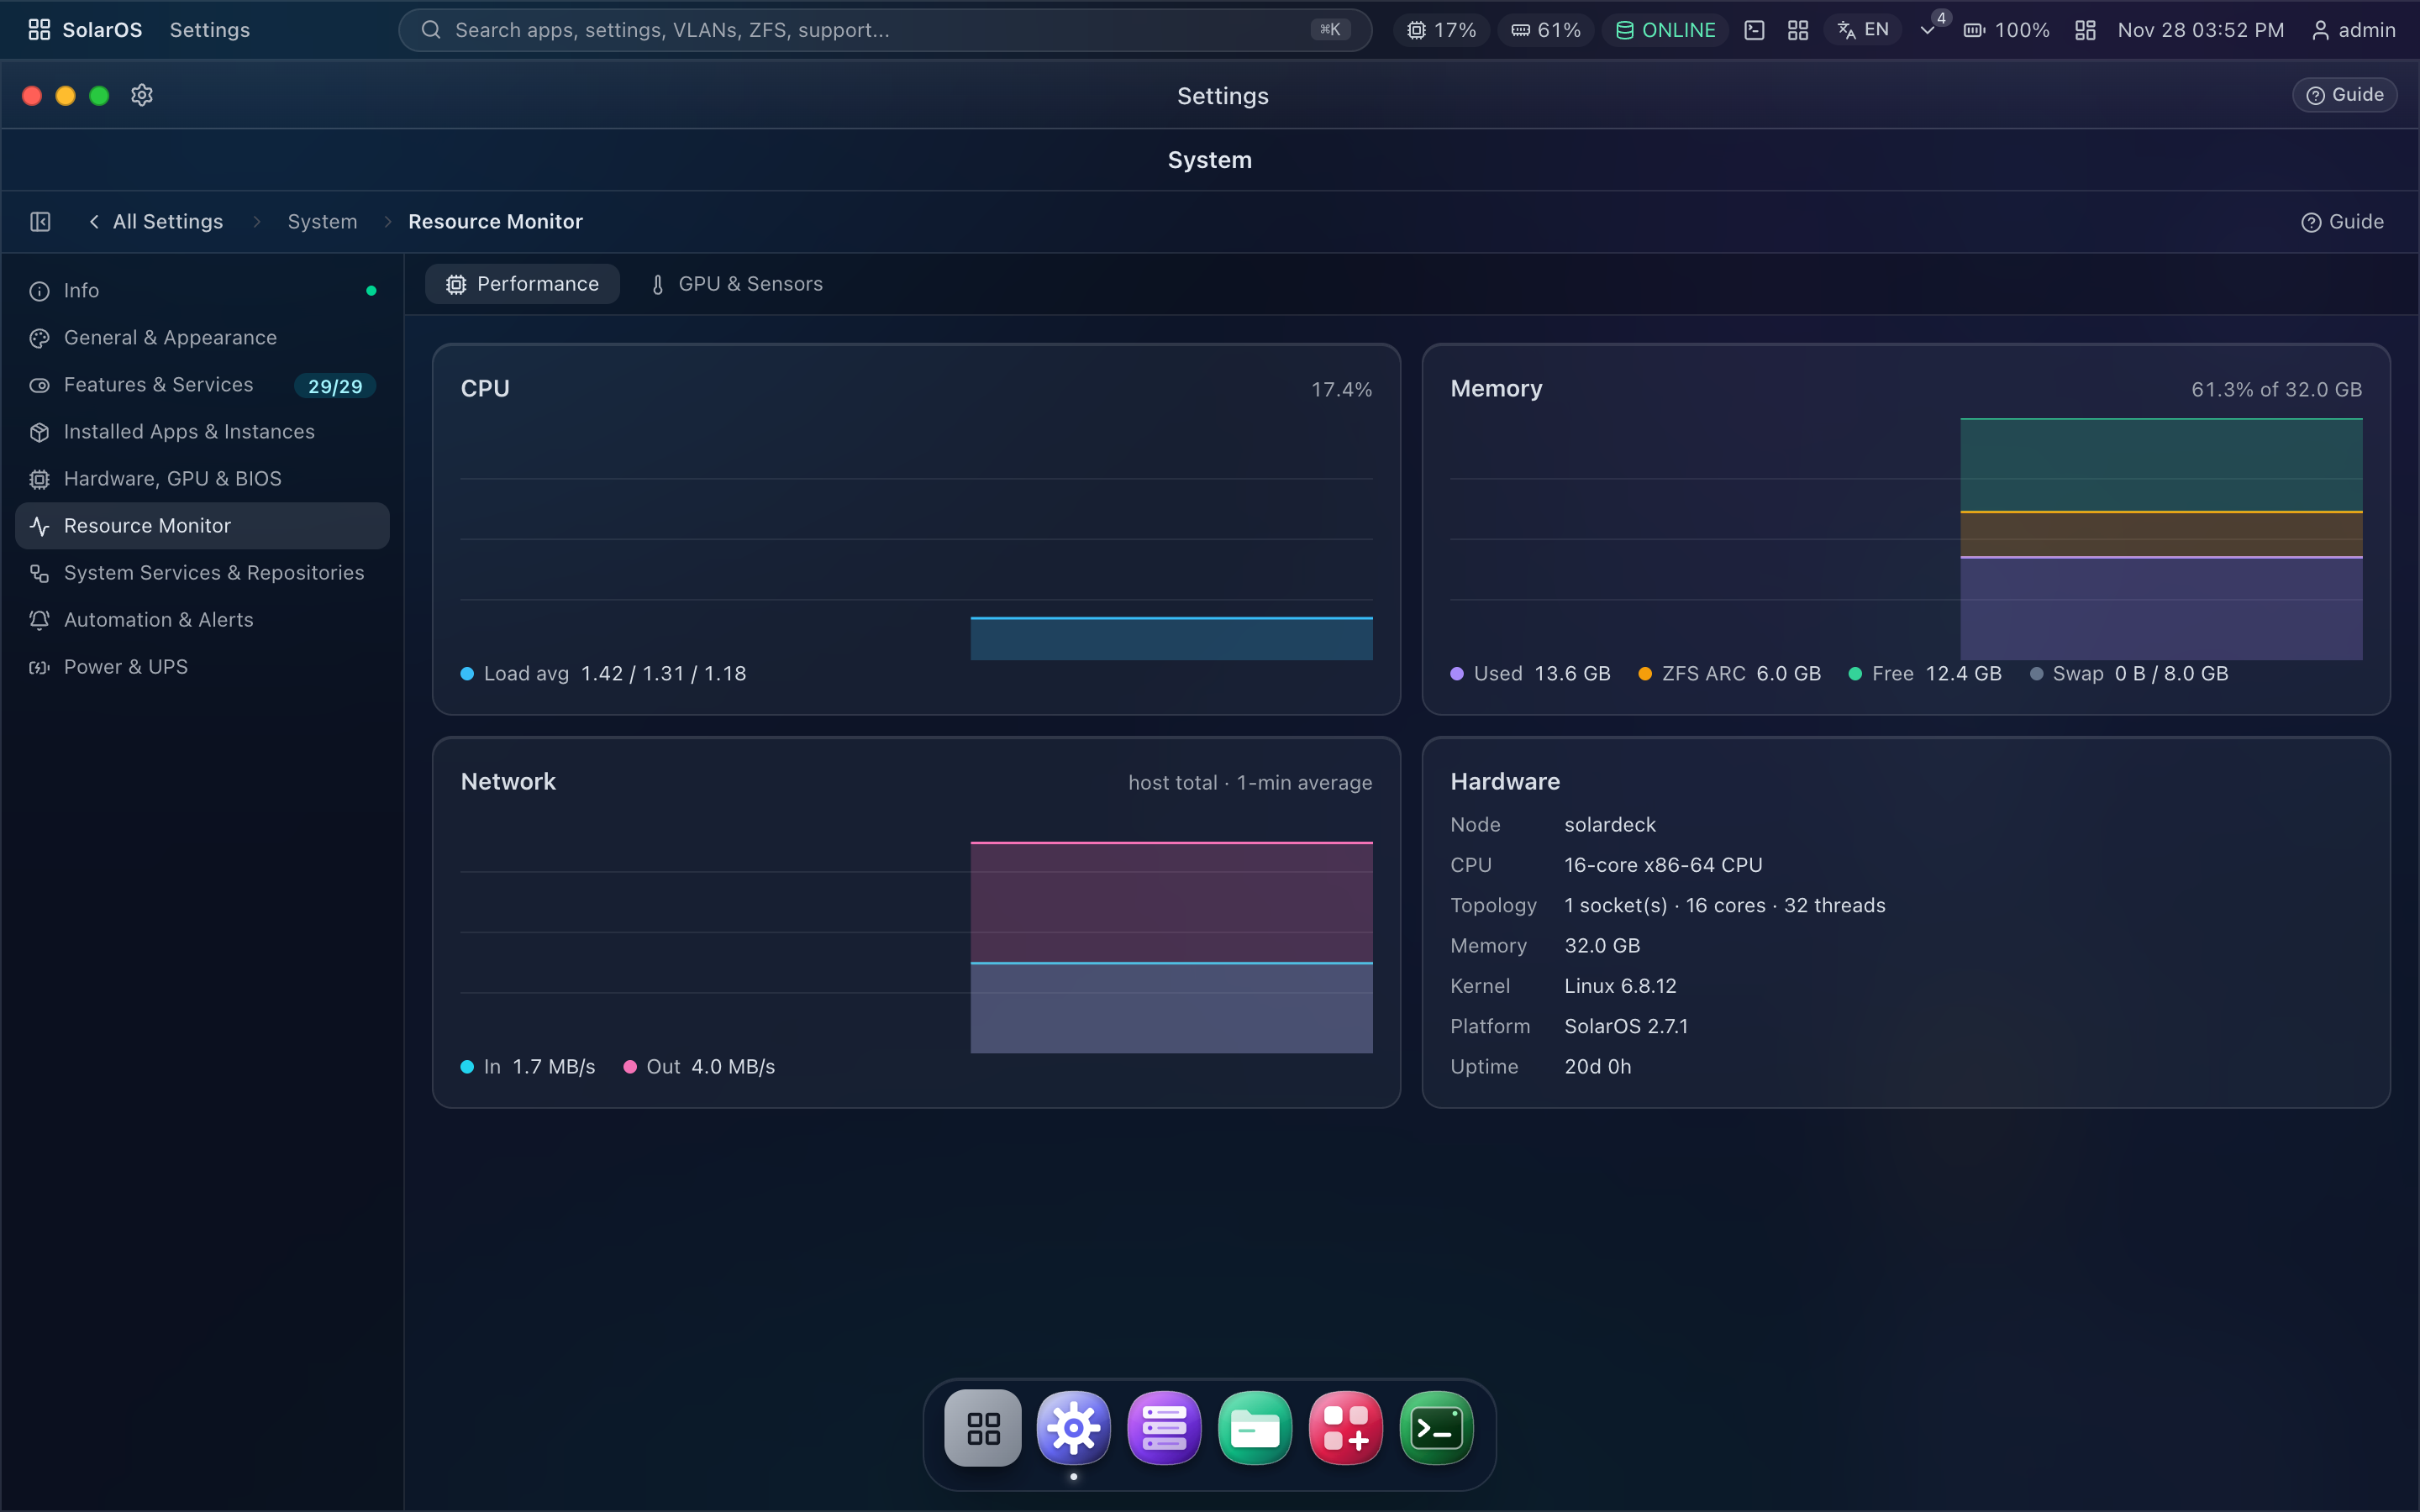 SolarOS Settings Search apps, settings, VLANs, ZFS, support... ⌘K 17% 61% ONLINE EN 4 100% Nov 28 03:52 PM admin
Settings Guide
System
All Settings System Resource Monitor Guide
Info
General & Appearance
Features & Services 29/29
Installed Apps & Instances
Hardware, GPU & BIOS
Resource Monitor
System Services & Repositories
Automation & Alerts
Power & UPS
Performance GPU & Sensors
CPU 17.4%
Load avg 1.42 / 1.31 / 1.18
Memory 61.3% of 32.0 GB
Used 13.6 GB ZFS ARC 6.0 GB Free 12.4 GB Swap 0 B / 8.0 GB
Network host total · 1-min average
In 1.7 MB/s Out 4.0 MB/s
Hardware
Node solardeck
CPU 16-core x86-64 CPU
Topology 1 socket(s) · 16 cores · 32 threads
Memory 32.0 GB
Kernel Linux 6.8.12
Platform SolarOS 2.7.1
Uptime 20d 0h